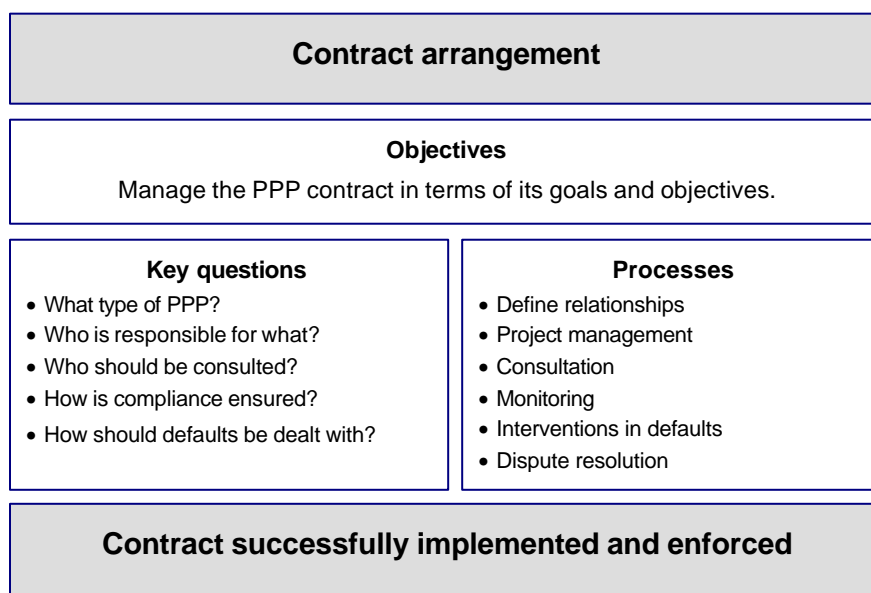 Contract arrangement
Objectives
Manage the PPP contract in terms of its goals and objectives.
Key questions
• What type of PPP?
• Who is responsible for what?
• Who should be consulted?
• How is compliance ensured?
• How should defaults be dealt with?
Processes
• Define relationships
• Project management
• Consultation
• Monitoring
• Interventions in defaults
• Dispute resolution
Contract successfully implemented and enforced